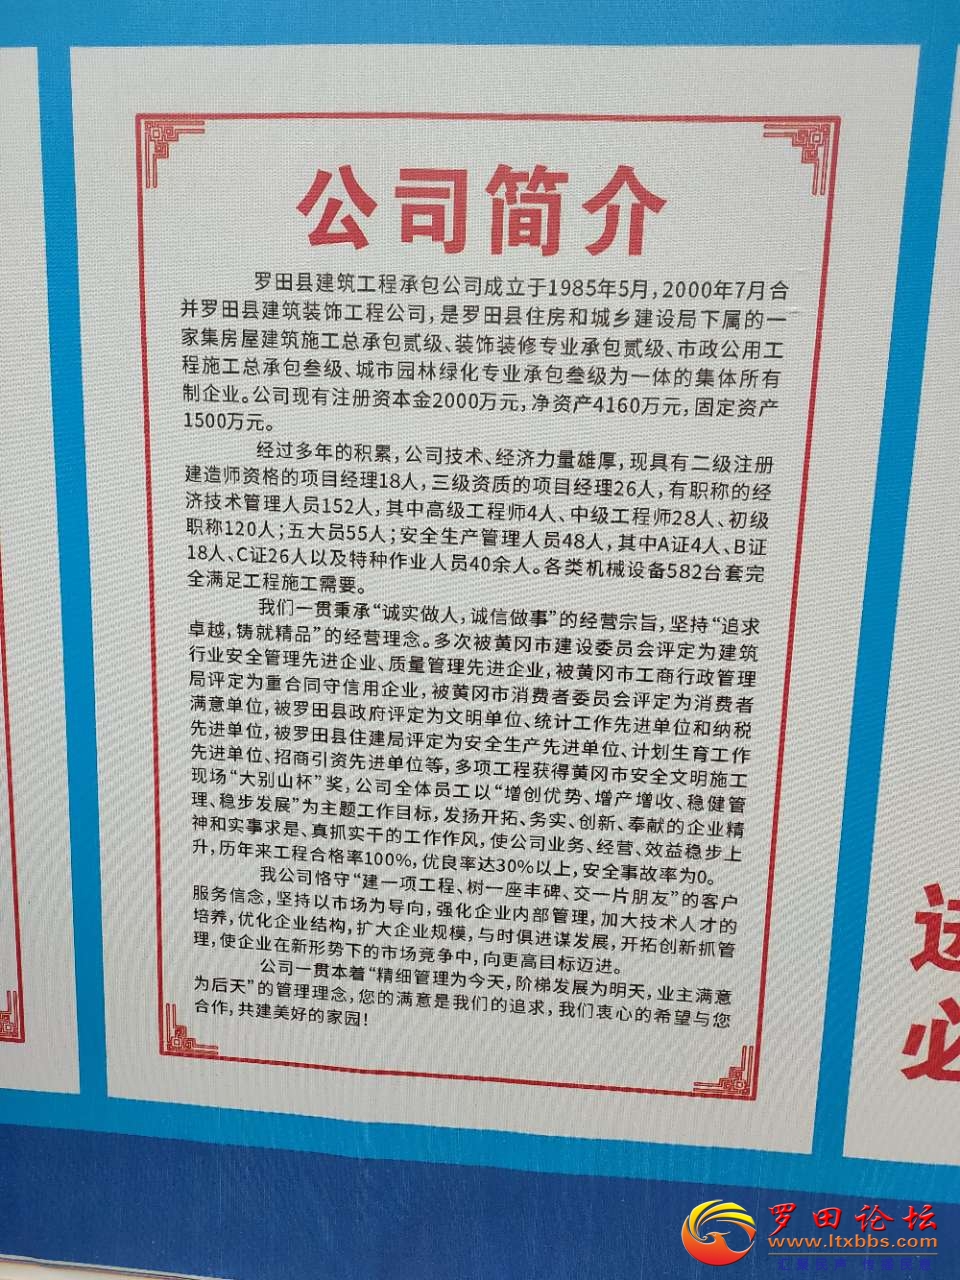 公司简介
罗田县建筑工程承包公司成立于1985年5月，2000年7月合
并罗田县建筑装饰工程公司，是罗田县住房和城乡建设局下属的一
家集房屋建筑施工总承包贰级、装饰装修专业承包贰级、市政公用工
程施工总承包叁级、城市园林绿化专业承包叁级为一体的集体所有
制企业。公司现有注册资本金2000万元，净资产4160万元，固定资产
1500万元。
经过多年的积累，公司技术、经济力量雄厚，现具有二级注册
建造师资格的项目经理18人，三级资质的项目经理26人，有职称的经
济技术管理人员152人，其中高级工程师4人、中级工程师28人、初级
职称120人；五大员55人；安全生产管理人员48人，其中A证4人、B证
18人、C证26人以及特种作业人员40余人。各类机械设备582台套完
全满足工程施工需要。
我们一贯秉承“诚实做人，诚信做事”的经营宗旨，坚持“追求
卓越，铸就精品”的经营理念。多次被黄冈市建设委员会评定为建筑
行业安全管理先进企业、质量管理先进企业，被黄冈市工商行政管理
局评定为重合同守信用企业，被黄冈市消费者委员会评定为消费者
满意单位，被罗田县政府评定为文明单位、统计工作先进单位和纳税
先进单位，被罗田县住建局评定为安全生产先进单位、计划生育工作
先进单位、招商引资先进单位等，多项工程获得黄冈市安全文明施工
现场“大别山杯”奖，公司全体员工以“增创优势、增产增收、稳健管
理、稳步发展”为主题工作目标，发扬开拓、务实、创新、奉献的企业精
神和实事求是、真抓实干的工作作风，使公司业务、经营、效益稳步上
升，历年来工程合格率100%，优良率达30%以上，安全事故率为0。
我公司恪守“建一项工程、树一座丰碑、交一片朋友”的客户
服务信念，坚持以市场为导向，强化企业内部管理，加大技术人才的
培养，优化企业结构，扩大企业规模，与时俱进谋发展，开拓创新抓管
理，使企业在新形势下的市场竞争中，向更高目标迈进。
公司一贯本着“精细管理为今天，阶梯发展为明天，业主满意
为后天”的管理理念，您的满意是我们的追求，我们衷心的希望与您
合作，共建美好的家园！
必
罗田论坛
www.ltxbbs.com